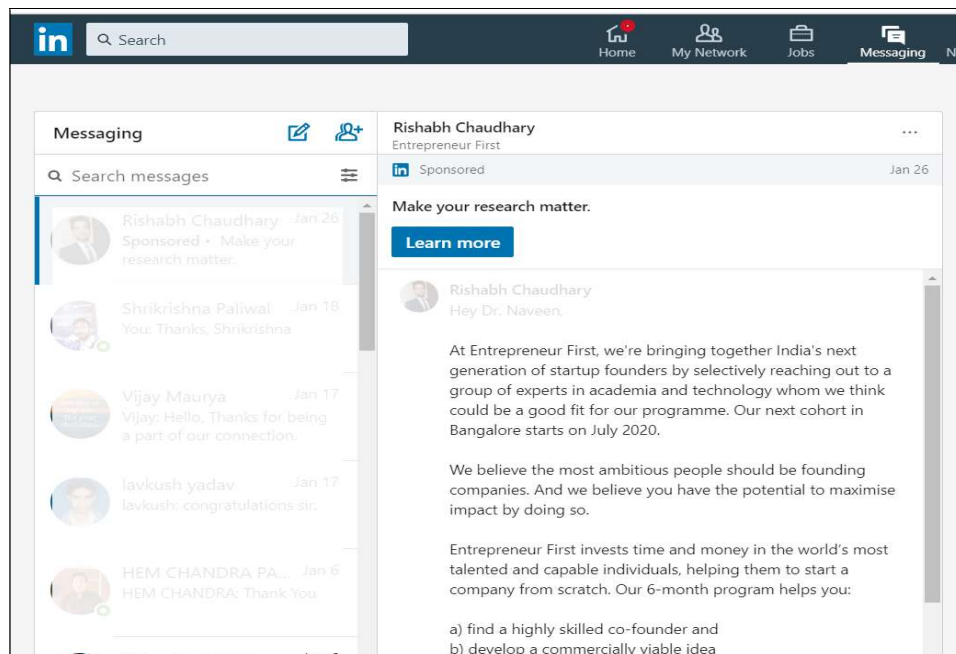 in
Search
Home
My Network
Jobs
Messaging
N
Messaging
Search messages
Rishabh Chaudhary Jan 26
Sponsored • Make your
research matter.
Shrikrishna Paliwal Jan 18
You: Thanks, Shrikrishna
Vijay Maurya Jan 17
Vijay: Hello, Thanks for being
a part of our connection.
lavkush yadav Jan 17
lavkush: congratulations sir.
HEM CHANDRA PA... Jan 6
HEM CHANDRA: Thank You
Rishabh Chaudhary
Entrepreneur First
...
in Sponsored Jan 26
Make your research matter.
Learn more
Rishabh Chaudhary
Hey Dr. Naveen,
At Entrepreneur First, we're bringing together India's next
generation of startup founders by selectively reaching out to a
group of experts in academia and technology whom we think
could be a good fit for our programme. Our next cohort in
Bangalore starts on July 2020.
We believe the most ambitious people should be founding
companies. And we believe you have the potential to maximise
impact by doing so.
Entrepreneur First invests time and money in the world's most
talented and capable individuals, helping them to start a
company from scratch. Our 6-month program helps you:
a) find a highly skilled co-founder and
b) develop a commercially viable idea